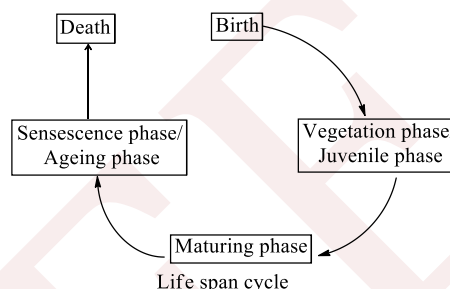 Death
Birth
Sensescence phase/
Ageing phase
Vegetation phase
Juvenile phase
Maturing phase
Life span cycle